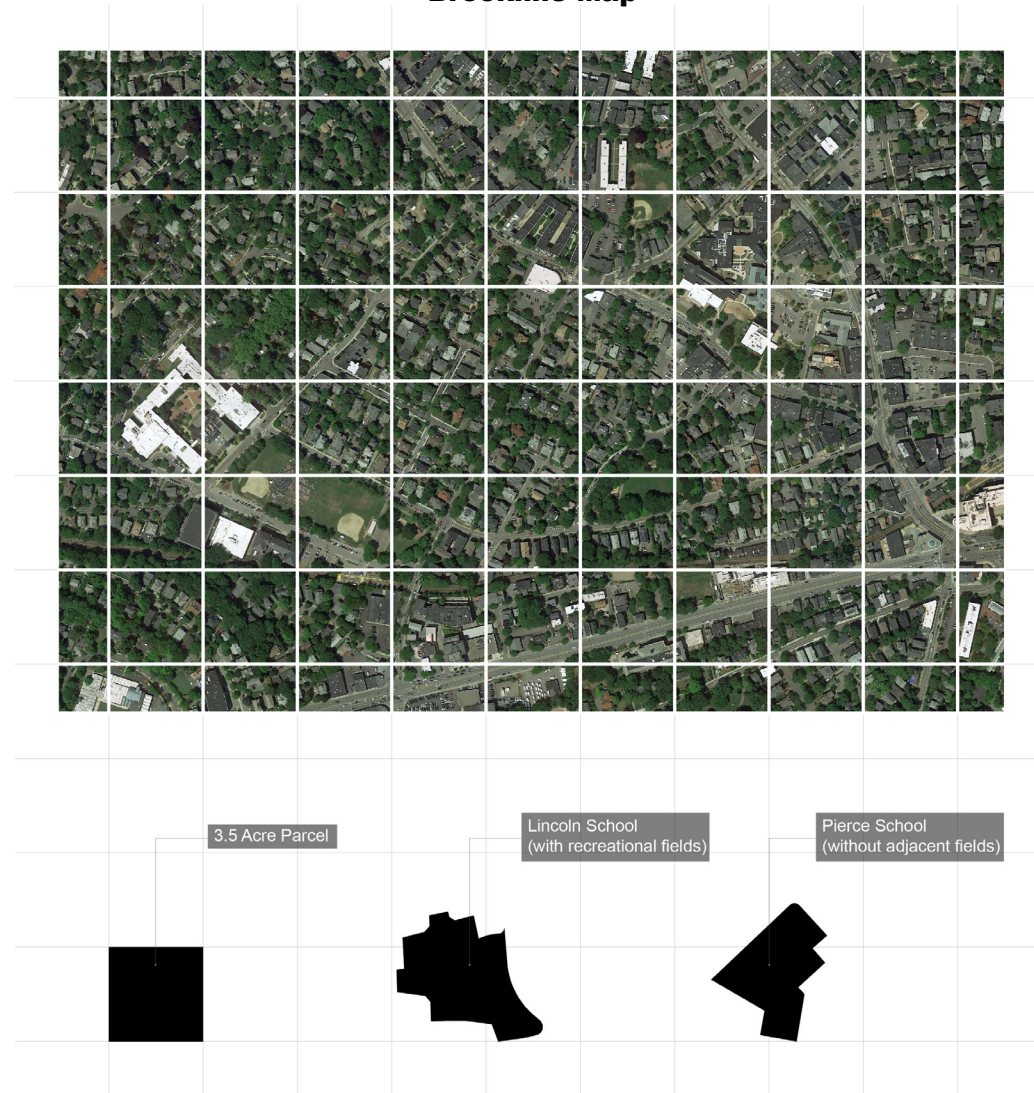 Brookline Map
3.5 Acre Parcel
Lincoln School
(with recreational fields)
Pierce School
(without adjacent fields)